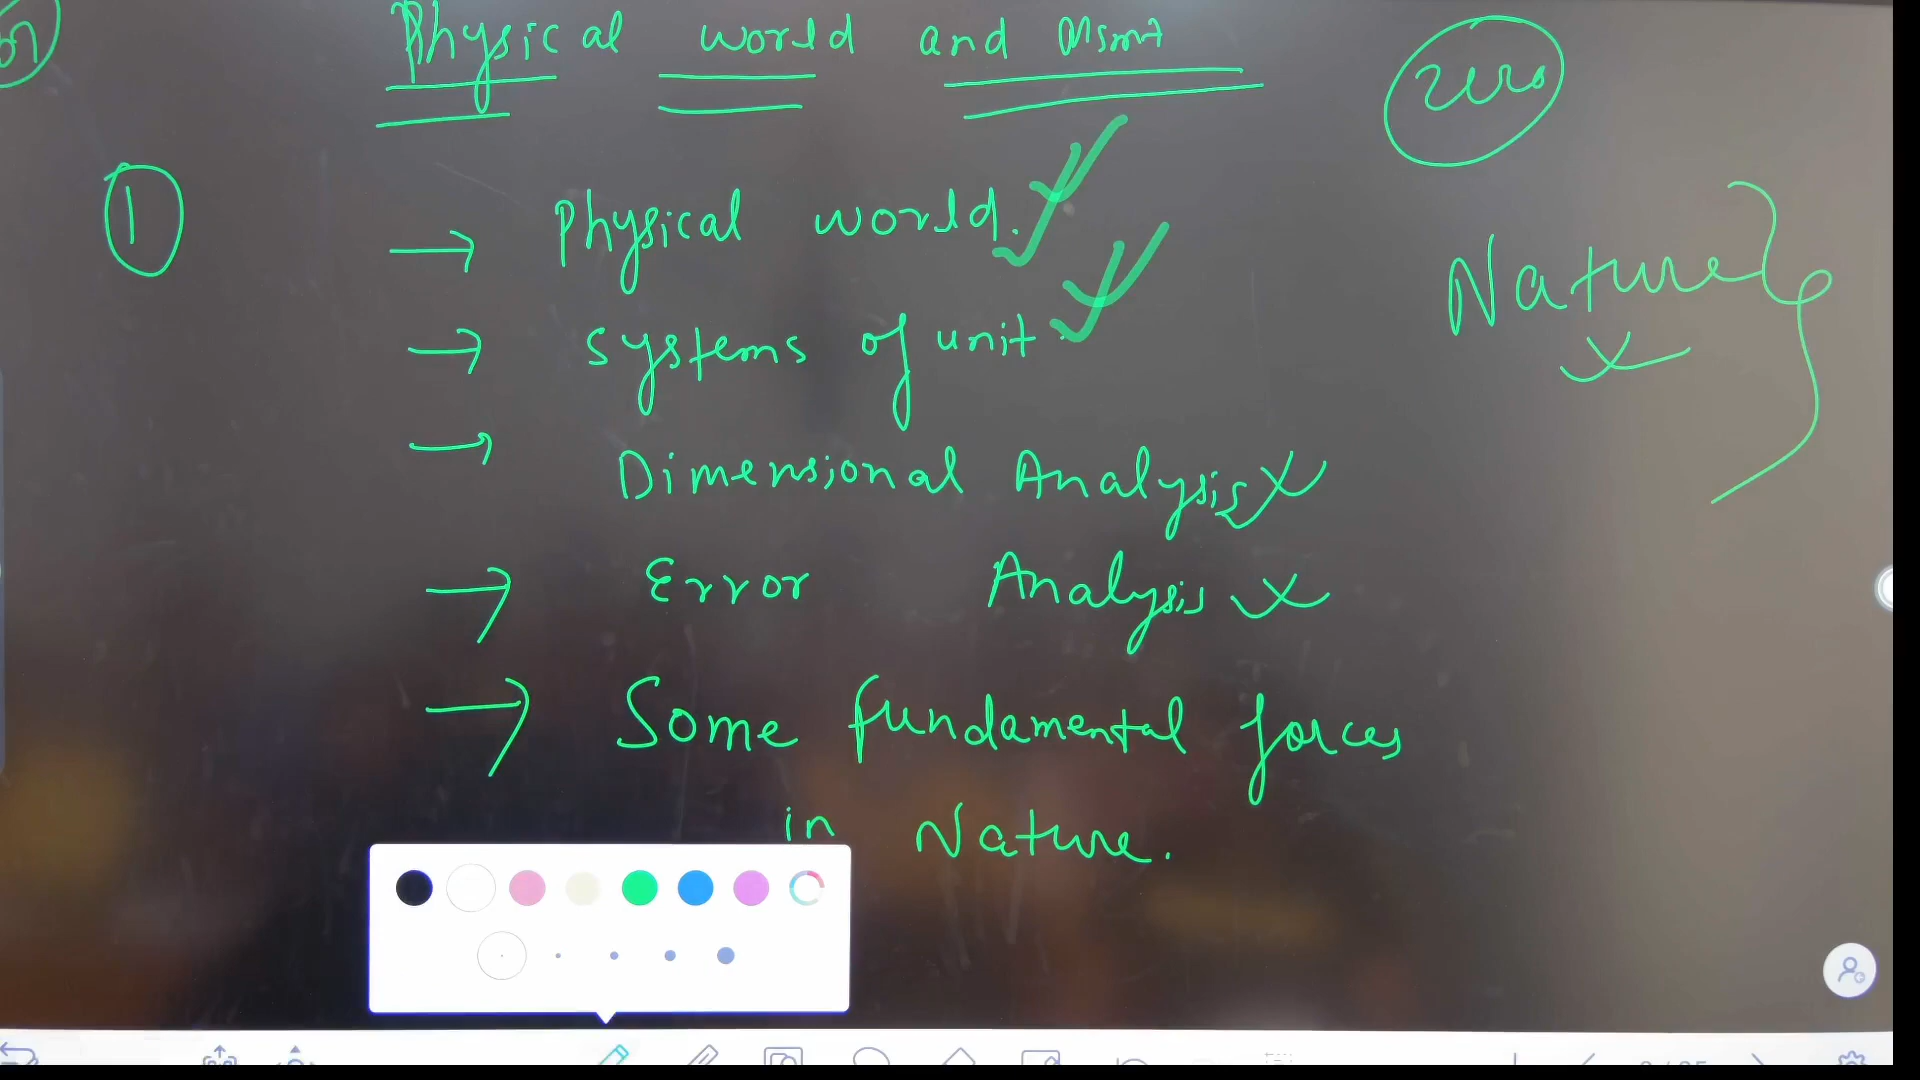 Physical world and Msmt
zero
1
→ Physical world.
Nature
→ Systems of unit
→ Dimensional Analysis
→ Error Analysis
→ Some fundamental forces
in Nature.